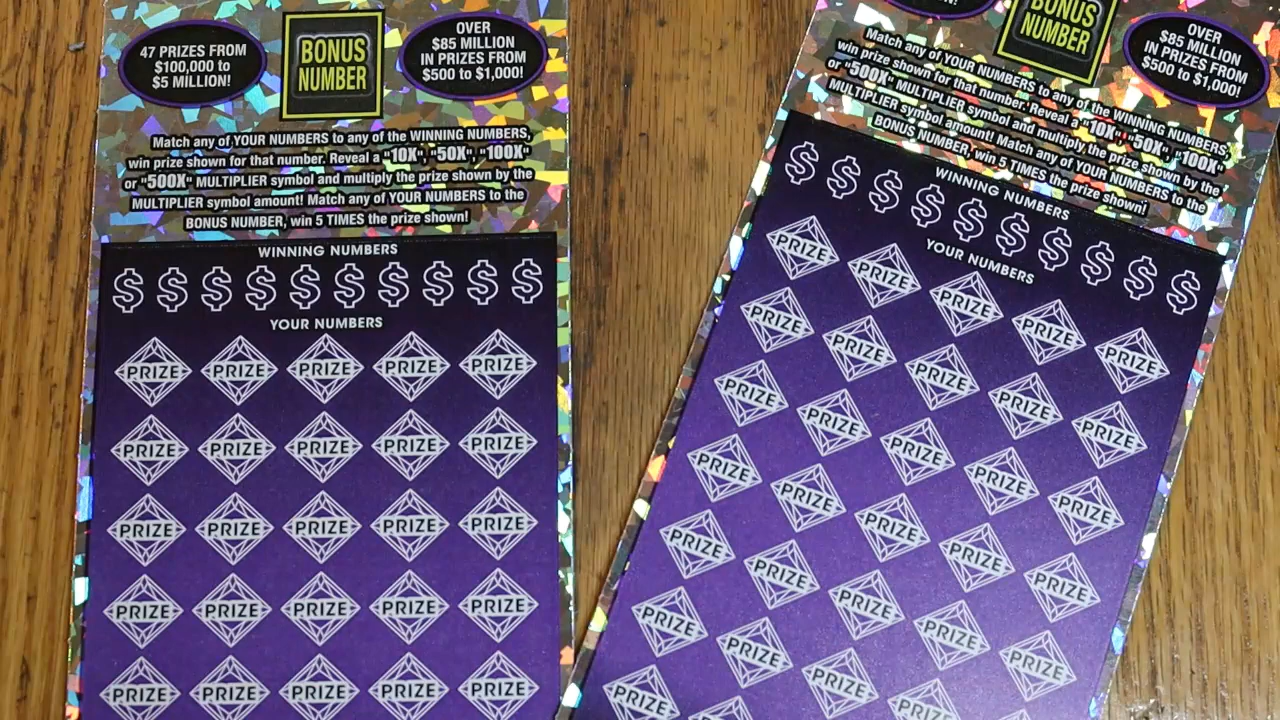 47 PRIZES FROM
$100,000 to
$5 MILLION!
BONUS
NUMBER
OVER
$85 MILLION
IN PRIZES FROM
$500 to $1,000!
Match any of YOUR NUMBERS to any of the WINNING NUMBERS,
win prize shown for that number. Reveal a "10X", "50X", "100X"
or "500X" MULTIPLIER symbol and multiply the prize shown by the
MULTIPLIER symbol amount! Match any of YOUR NUMBERS to the
BONUS NUMBER, win 5 TIMES the prize shown!
WINNING NUMBERS
$ $ $ $ $ $ $ $ $ $
YOUR NUMBERS
PRIZE PRIZE PRIZE PRIZE PRIZE
PRIZE PRIZE PRIZE PRIZE PRIZE
PRIZE PRIZE PRIZE PRIZE PRIZE
PRIZE PRIZE PRIZE PRIZE PRIZE
PRIZE PRIZE PRIZE PRIZE PRIZE
BONUS
NUMBER
OVER
$85 MILLION
IN PRIZES FROM
$500 to $1,000!
Match any of YOUR NUMBERS to any of the WINNING NUMBERS,
win prize shown for that number. Reveal a "10X", "50X", "100X"
or "500X" MULTIPLIER symbol and multiply the prize shown by the
MULTIPLIER symbol amount! Match any of YOUR NUMBERS to the
BONUS NUMBER, win 5 TIMES the prize shown!
WINNING NUMBERS
$ $ $ $ $ $ $ $ $ $
YOUR NUMBERS
PRIZE PRIZE PRIZE PRIZE PRIZE
PRIZE PRIZE PRIZE PRIZE PRIZE
PRIZE PRIZE PRIZE PRIZE PRIZE
PRIZE PRIZE PRIZE PRIZE PRIZE
PRIZE PRIZE PRIZE PRIZE PRIZE
PRIZE PRIZE PRIZE PRIZE
PRIZE